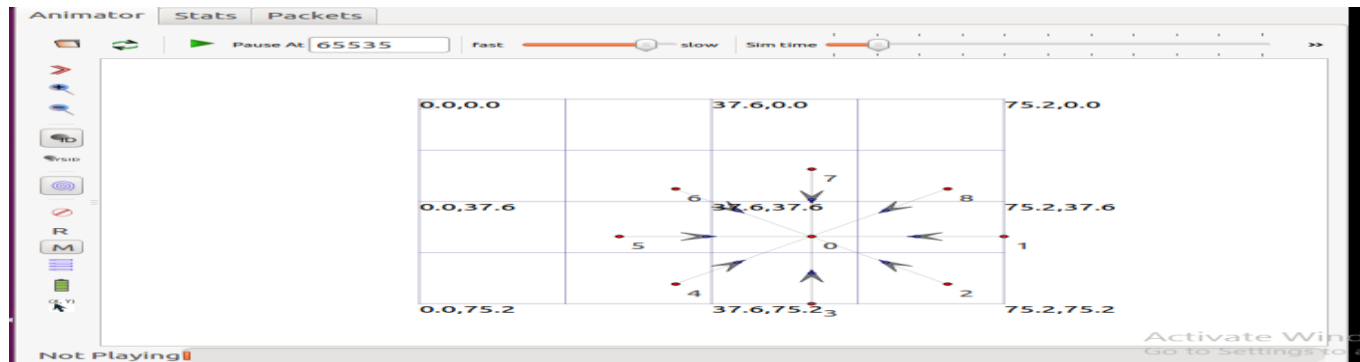 Animator Stats Packets
Pause At 65535 fast slow Sim time »
0.0,0.0 37.6,0.0 75.2,0.0
ID
SYSID
7
6 8
0.0,37.6 37.6,37.6 75.2,37.6
R
5 0 1
M
4 2
(X, Y)
0.0,75.2 37.6,75.2 3 75.2,75.2
Activate Win
Not Playing
Go to Settings to